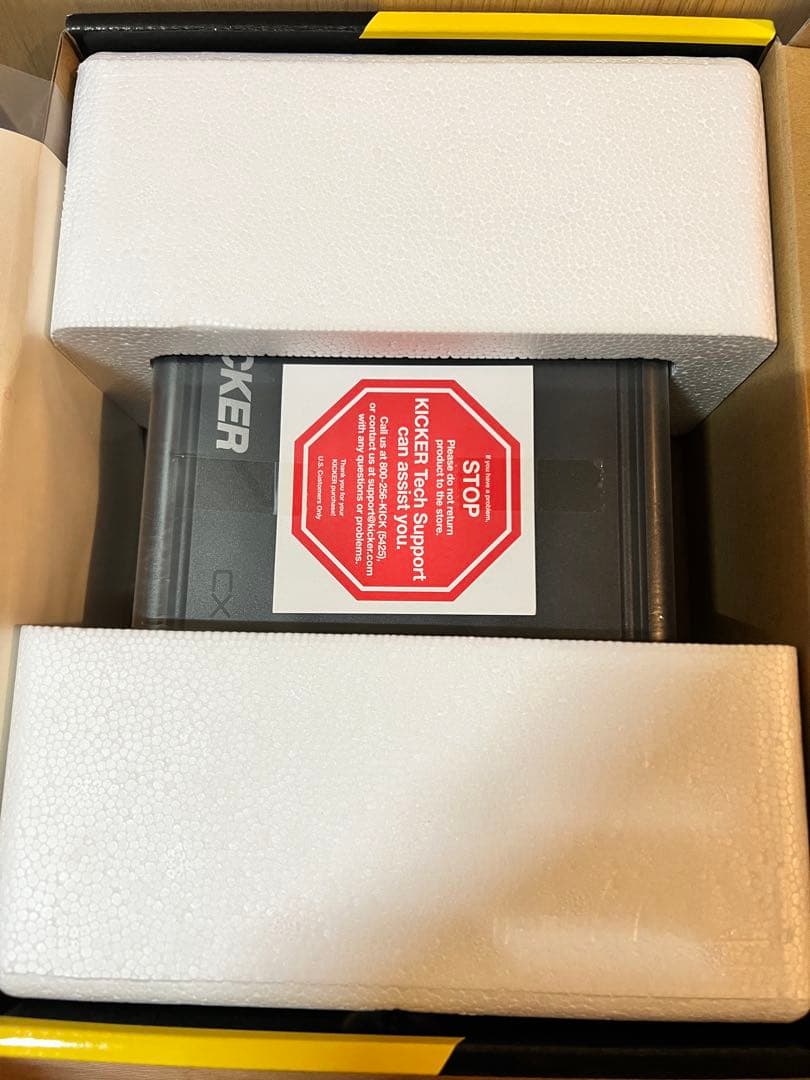 CKER
CX
If you have a problem,
STOP
Please do not return
product to the store.
KICKER Tech Support
can assist you.
Call us at 800-256-KICK (5425),
or contact us at support@kicker.com
with any questions or problems.
Thank you for your
KICKER purchase!
U.S. Customers Only